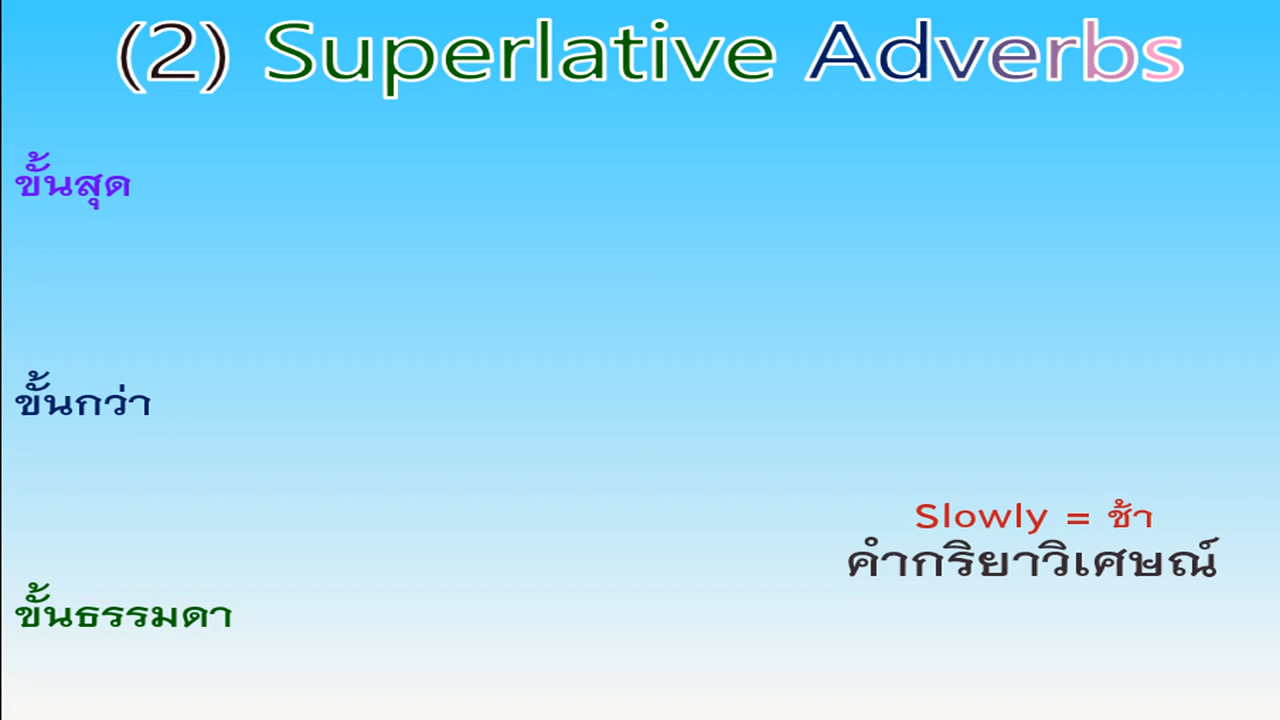 (2) Superlative Adverbs
ขั้นสุด
ขั้นกว่า
Slowly = ช้า
คำกริยาวิเศษณ์
ขั้นธรรมดา